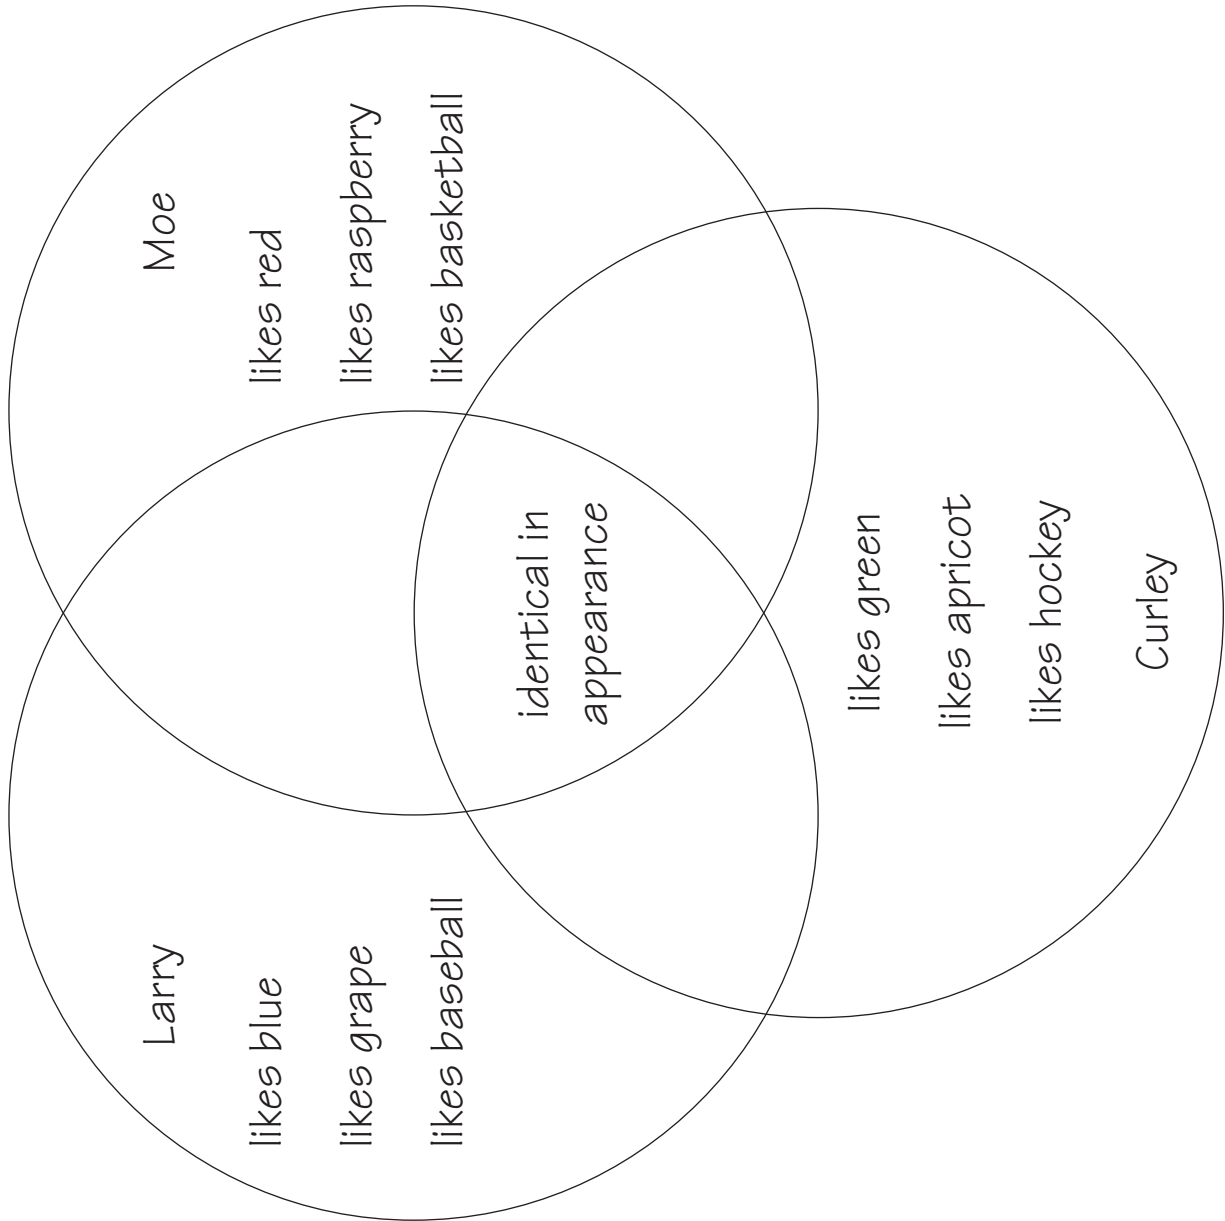 Larry
likes blue
likes grape
likes baseball
Moe
likes red
likes raspberry
likes basketball
identical in
appearance
likes green
likes apricot
likes hockey
Curley